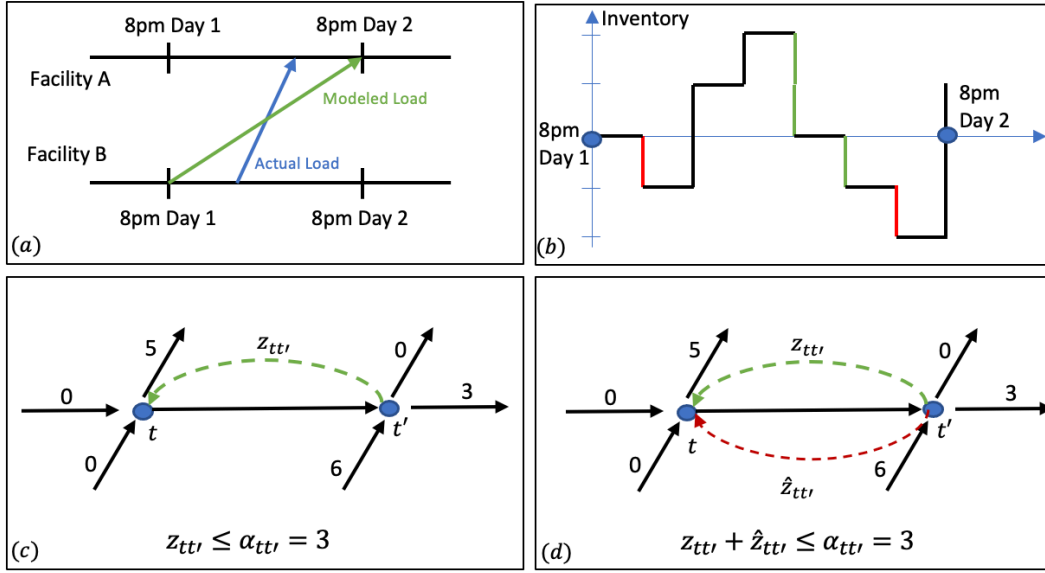 8pm Day 1
8pm Day 2
Facility A
Modeled Load
Facility B
Actual Load
8pm Day 1
8pm Day 2
(a)
Inventory
8pm
Day 1
8pm
Day 2
(b)
5
z_{tt'}
0
0
3
t
t'
0
6
(c)
z_{tt'} ≤ α_{tt'} = 3
5
z_{tt'}
0
0
3
t
t'
0
ẑ_{tt'}
6
(d)
z_{tt'} + ẑ_{tt'} ≤ α_{tt'} = 3